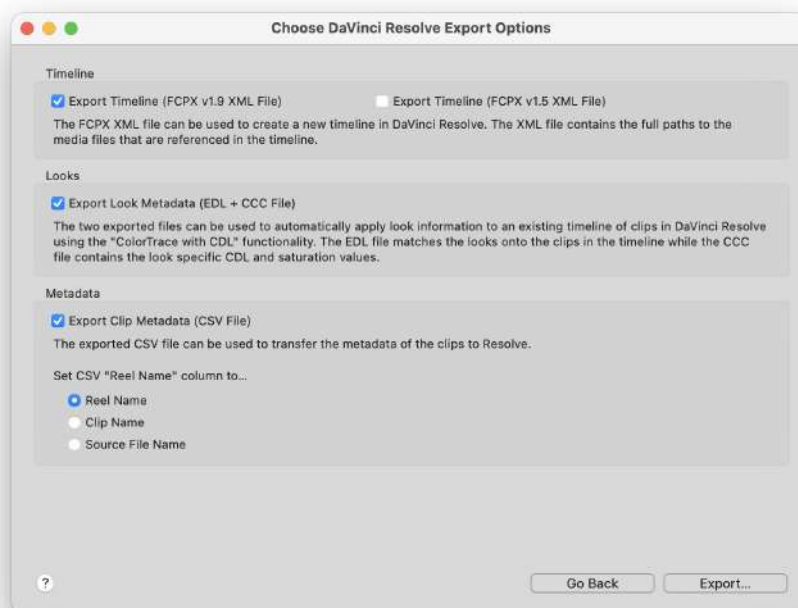 Choose DaVinci Resolve Export Options
Timeline
Export Timeline (FCPX v1.9 XML File)
Export Timeline (FCPX v1.5 XML File)
The FCPX XML file can be used to create a new timeline in DaVinci Resolve. The XML file contains the full paths to the
media files that are referenced in the timeline.
Looks
Export Look Metadata (EDL + CCC File)
The two exported files can be used to automatically apply look information to an existing timeline of clips in DaVinci Resolve
using the "ColorTrace with CDL" functionality. The EDL file matches the looks onto the clips in the timeline while the CCC
file contains the look specific CDL and saturation values.
Metadata
Export Clip Metadata (CSV File)
The exported CSV file can be used to transfer the metadata of the clips to Resolve.
Set CSV "Reel Name" column to...
Reel Name
Clip Name
Source File Name
?
Go Back
Export...